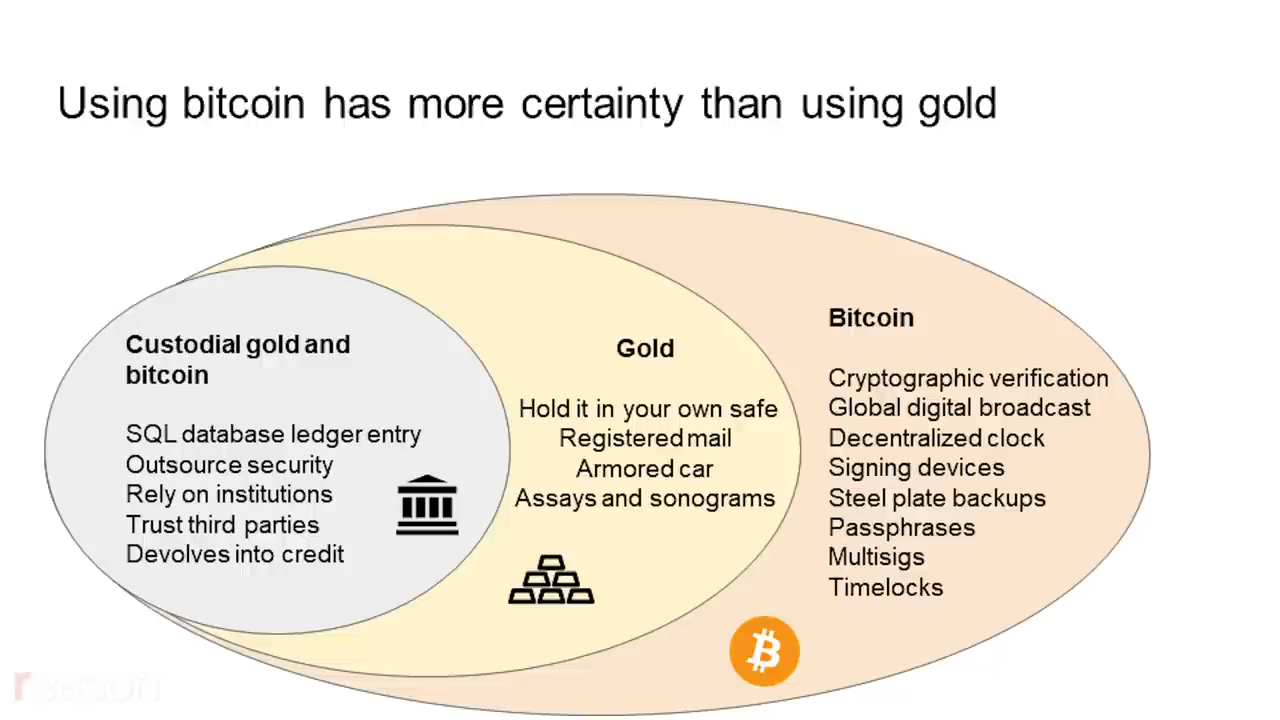 Using bitcoin has more certainty than using gold
Custodial gold and
bitcoin
SQL database ledger entry
Outsource security
Rely on institutions
Trust third parties
Devolves into credit
Gold
Hold it in your own safe
Registered mail
Armored car
Assays and sonograms
Bitcoin
Cryptographic verification
Global digital broadcast
Decentralized clock
Signing devices
Steel plate backups
Passphrases
Multisigs
Timelocks
reason